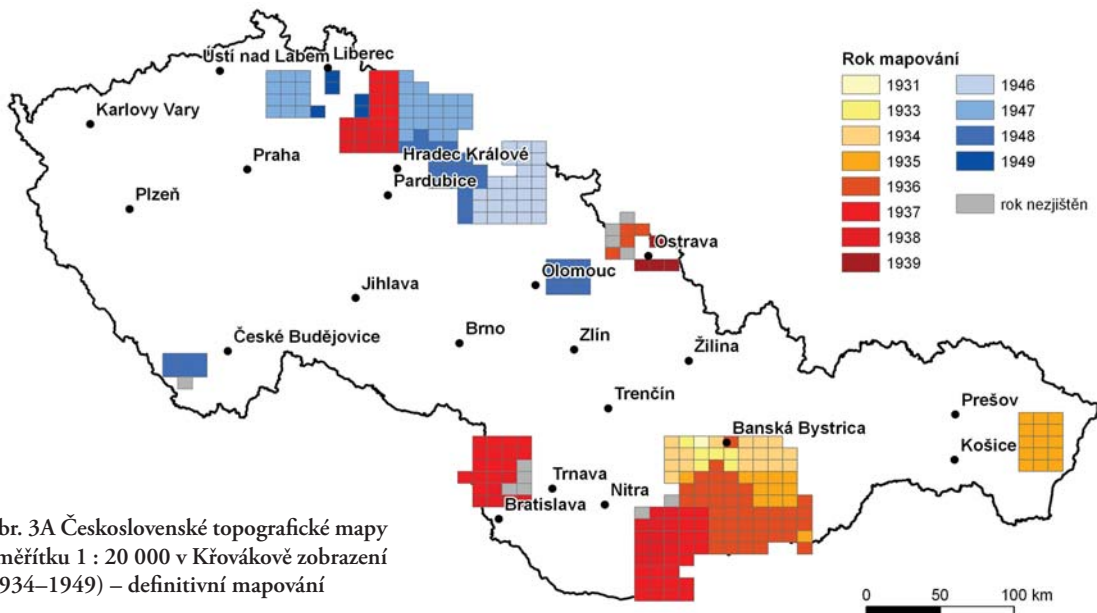 Ústí nad Labem
Liberec
Karlovy Vary
Praha
Hradec Králové
Pardubice
Plzeň
Ostrava
Olomouc
Jihlava
Brno
Zlín
České Budějovice
Žilina
Trenčín
Prešov
Banská Bystrica
Košice
Trnava
Nitra
Bratislava
Rok mapování
1931
1933
1934
1935
1936
1937
1938
1939
1946
1947
1948
1949
rok nezjištěn
br. 3A Československé topografické mapy
měřítku 1 : 20 000 v Křovákově zobrazení
934–1949) – definitivní mapování
0 50 100 km